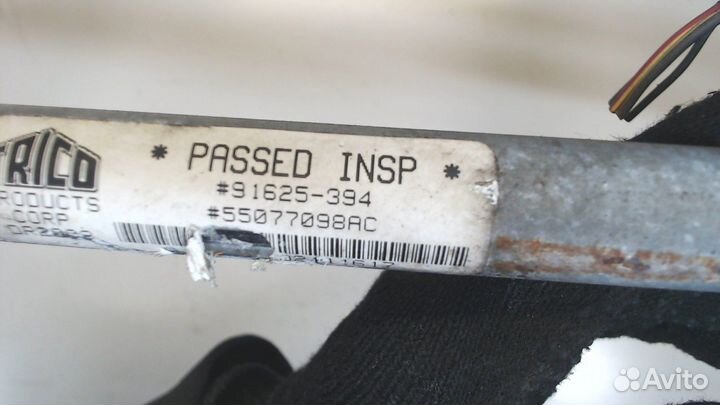 TRICO
PRODUCTS
CORP
* PASSED INSP *
#91625-394
#55077098AC
Avito